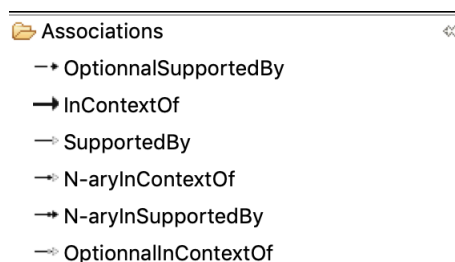 Associations
OptionnalSupportedBy
InContextOf
SupportedBy
N-aryInContextOf
N-aryInSupportedBy
OptionnalInContextOf